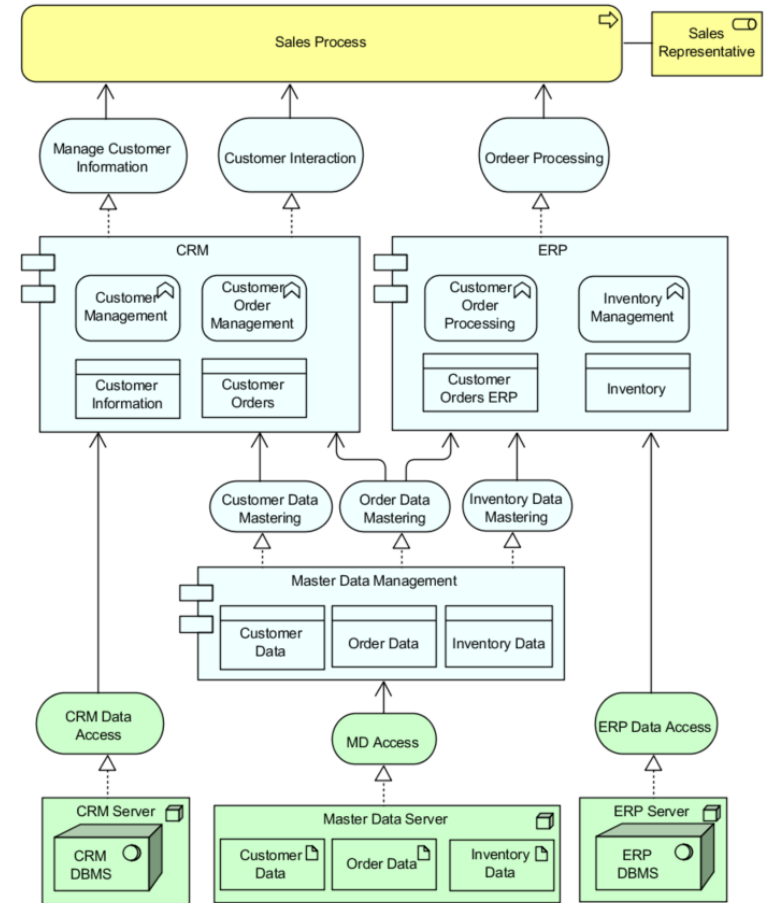 Sales Process
Sales
Representative
Manage Customer
Information
Customer Interaction
Ordeer Processing
CRM
Customer
Management
Customer
Order
Management
Customer
Information
Customer
Orders
ERP
Customer
Order
Processing
Inventory
Management
Customer
Orders ERP
Inventory
Customer Data
Mastering
Order Data
Mastering
Inventory Data
Mastering
Master Data Management
Customer
Data
Order Data
Inventory Data
CRM Data
Access
MD Access
ERP Data Access
CRM Server
CRM
DBMS
Master Data Server
Customer
Data
Order Data
Inventory
Data
ERP Server
ERP
DBMS